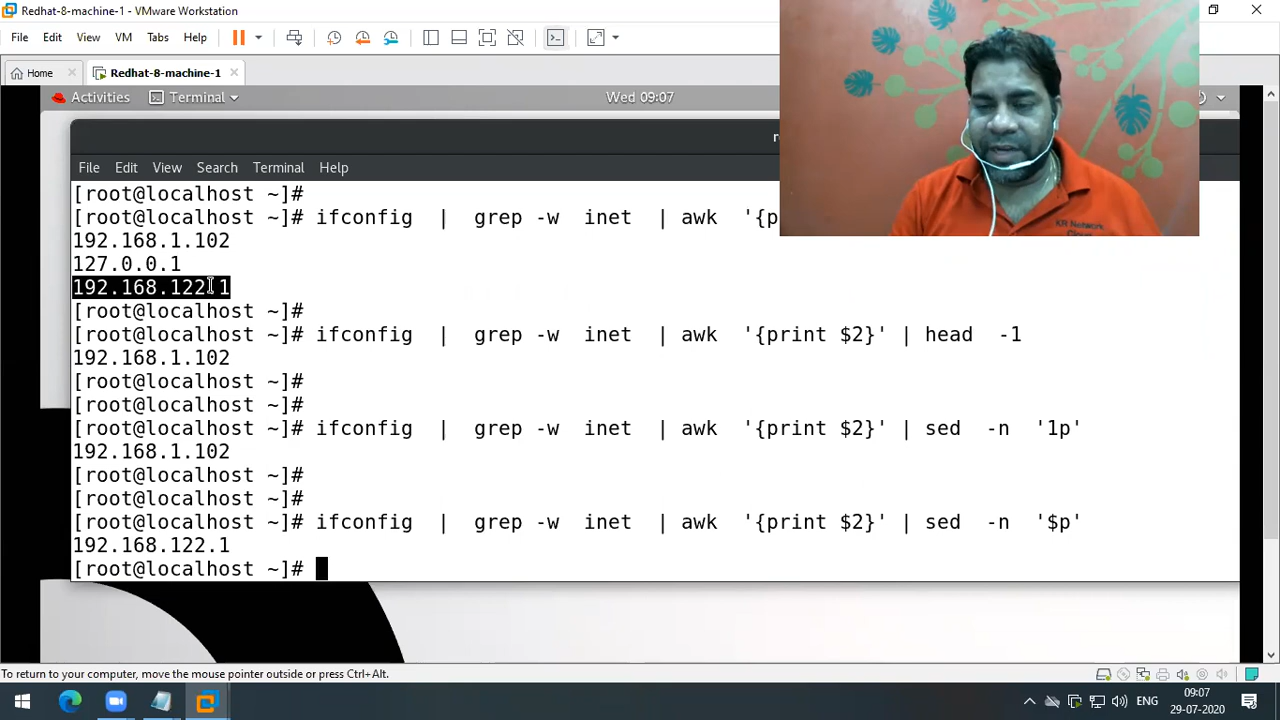 Redhat-8-machine-1 - VMware Workstation
File Edit View VM Tabs Help
Home Redhat-8-machine-1
Activities Terminal Wed 09:07
File Edit View Search Terminal Help
[root@localhost ~]#
[root@localhost ~]# ifconfig | grep -w inet | awk '{p
192.168.1.102
127.0.0.1
192.168.122.1
[root@localhost ~]#
[root@localhost ~]# ifconfig | grep -w inet | awk '{print $2}' | head -1
192.168.1.102
[root@localhost ~]#
[root@localhost ~]#
[root@localhost ~]# ifconfig | grep -w inet | awk '{print $2}' | sed -n '1p'
192.168.1.102
[root@localhost ~]#
[root@localhost ~]#
[root@localhost ~]# ifconfig | grep -w inet | awk '{print $2}' | sed -n '$p'
192.168.122.1
[root@localhost ~]#
KR Network
Cloud
To return to your computer, move the mouse pointer outside or press Ctrl+Alt.
ENG
09:07
29-07-2020